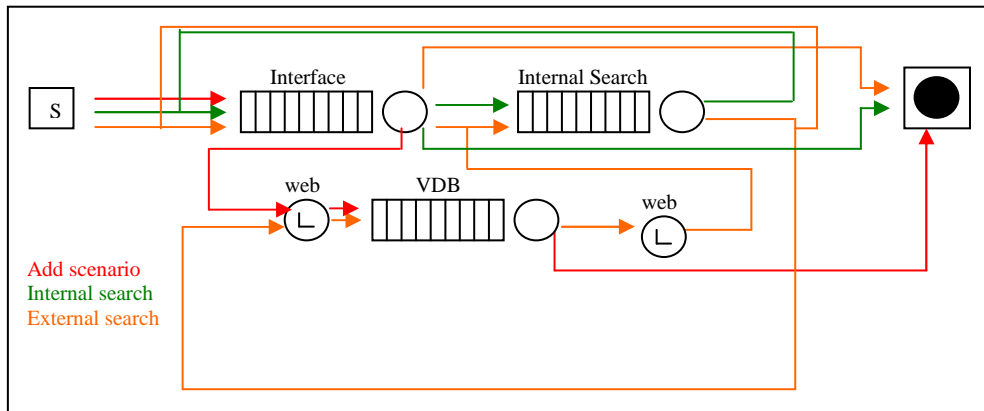 Interface
Internal Search
S
web
VDB
web
Add scenario
Internal search
External search